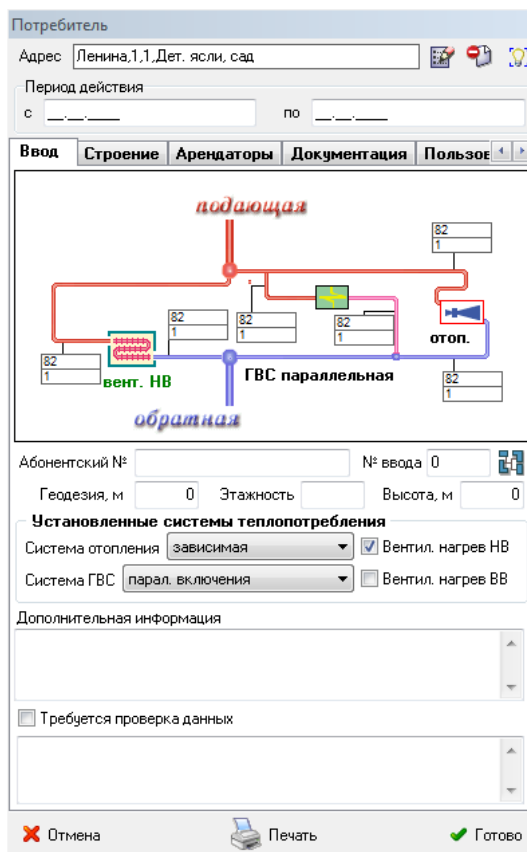 Потребитель
Адрес Ленина,1,1,Дет. ясли, сад
Период действия
с __.__.____ по __.__.____
Ввод Строение Арендаторы Документация Пользов
подающая
82
1
82
1
82
1
82
1
отоп.
82
1
вент. НВ
ГВС параллельная
82
1
обратная
Абонентский № № ввода 0
Геодезия, м 0 Этажность Высота, м 0
Установленные системы теплопотребления
Система отопления зависимая Вентил. нагрев НВ
Система ГВС парал. включения Вентил. нагрев ВВ
Дополнительная информация
Требуется проверка данных
Отмена Печать Готово